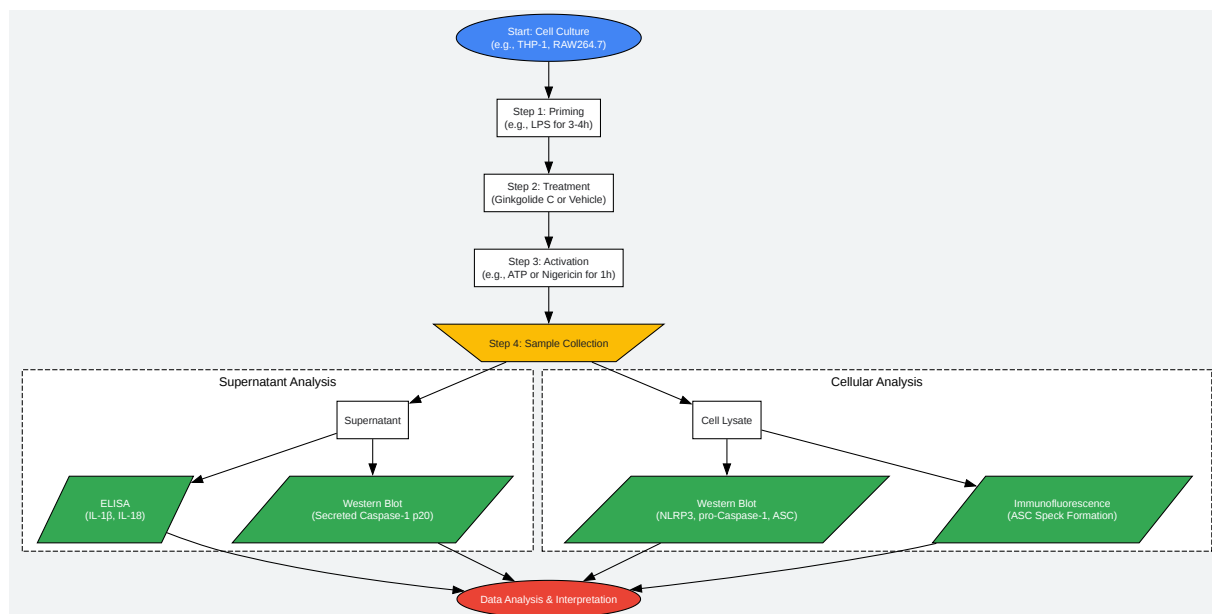 Start: Cell Culture
(e.g., THP-1, RAW264.7)
Step 1: Priming
(e.g., LPS for 3-4h)
Step 2: Treatment
(Ginkgolide C or Vehicle)
Step 3: Activation
(e.g., ATP or Nigericin for 1h)
Step 4: Sample Collection
Supernatant Analysis
Supernatant
ELISA
(IL-1β, IL-18)
Western Blot
(Secreted Caspase-1 p20)
Cellular Analysis
Cell Lysate
Western Blot
(NLRP3, pro-Caspase-1, ASC)
Immunofluorescence
(ASC Speck Formation)
Data Analysis & Interpretation